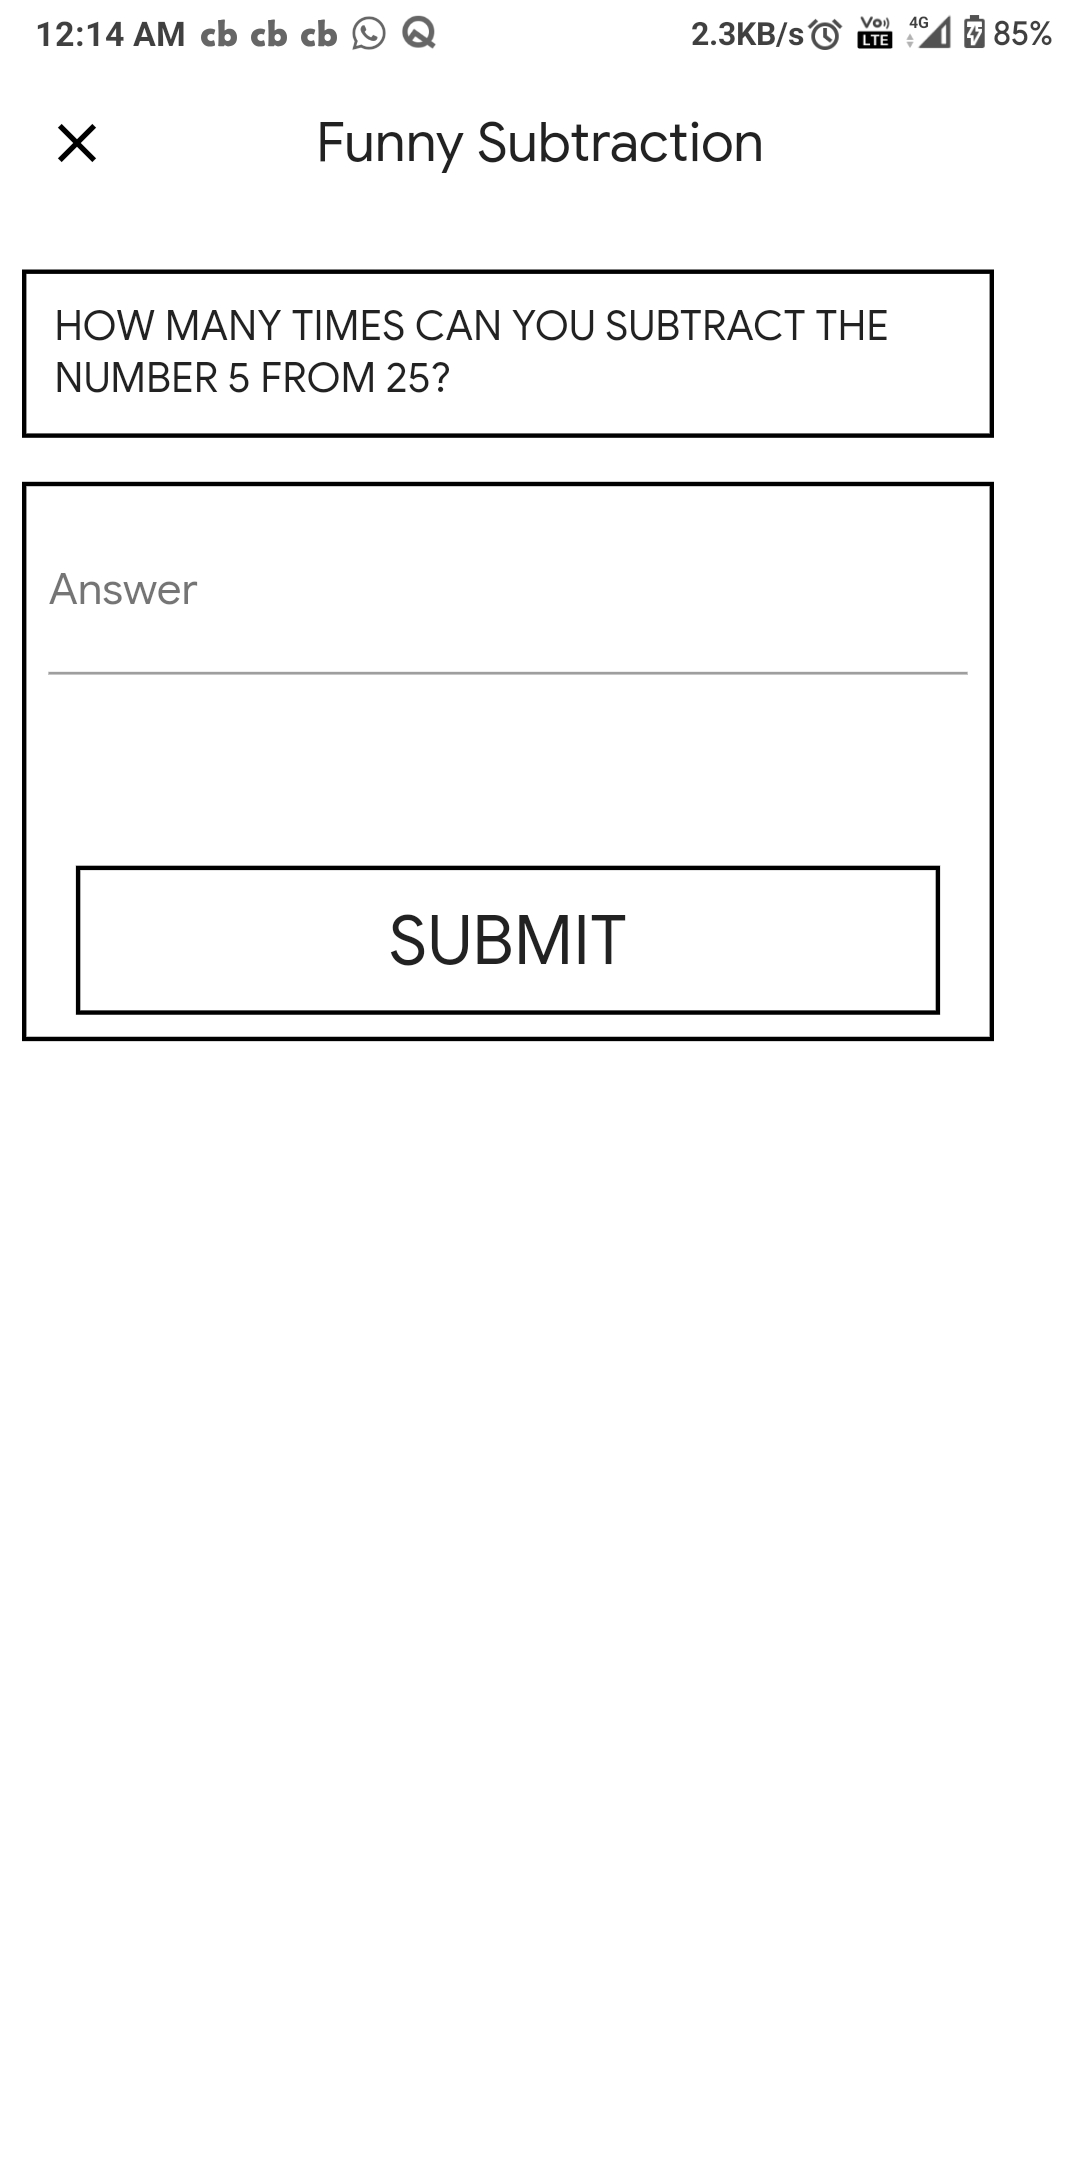 12:14 AM cb cb cb 2.3KB/s Vo LTE 4G 85%
Funny Subtraction
HOW MANY TIMES CAN YOU SUBTRACT THE
NUMBER 5 FROM 25?
Answer
SUBMIT